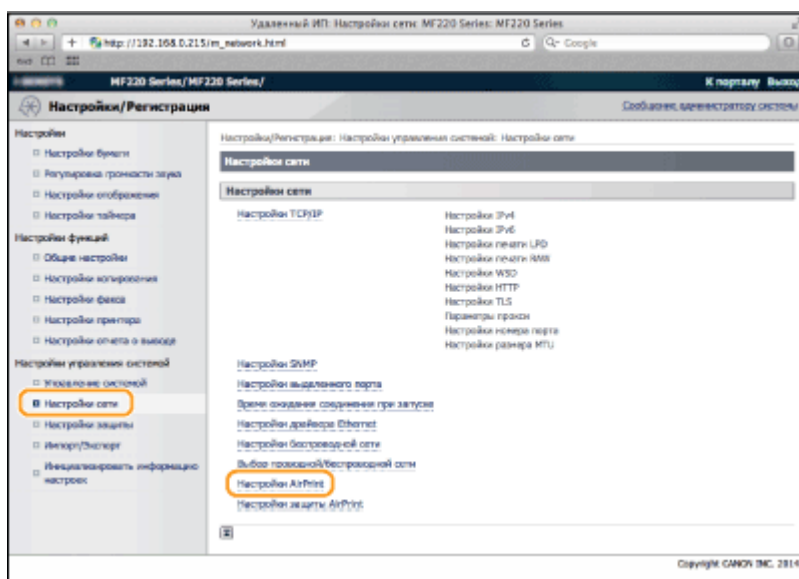 Удаленный ИП: Настройки сети: MF220 Series: MF220 Series
http://192.168.0.215/m_network.html
Google
MF220 Series/MF220 Series/
К порталу Выход
Настройки/Регистрация
Сообщение администратору системы
Настройки
Настройки бумаги
Регулировка громкости звука
Настройки отображения
Настройки таймера
Настройки функций
Общие настройки
Настройки копирования
Настройки факса
Настройки принтера
Настройки отчета о выводе
Настройки управления системой
Управление системой
Настройки сети
Настройки защиты
Импорт/Экспорт
Инициализировать информацию
настроек
Настройки/Регистрация: Настройки управления системой: Настройки сети
Настройки сети
Настройки сети
Настройки TCP/IP
Настройки IPv4
Настройки IPv6
Настройки печати LPD
Настройки печати RAW
Настройки WSD
Настройки HTTP
Настройки TLS
Параметры прокси
Настройки номера порта
Настройки размера MTU
Настройки SNMP
Настройки выделенного порта
Время ожидания соединения при запуске
Настройки драйвера Ethernet
Настройки беспроводной сети
Выбор проводной/беспроводной сети
Настройки AirPrint
Настройки защиты AirPrint
Copyright CANON INC. 2014